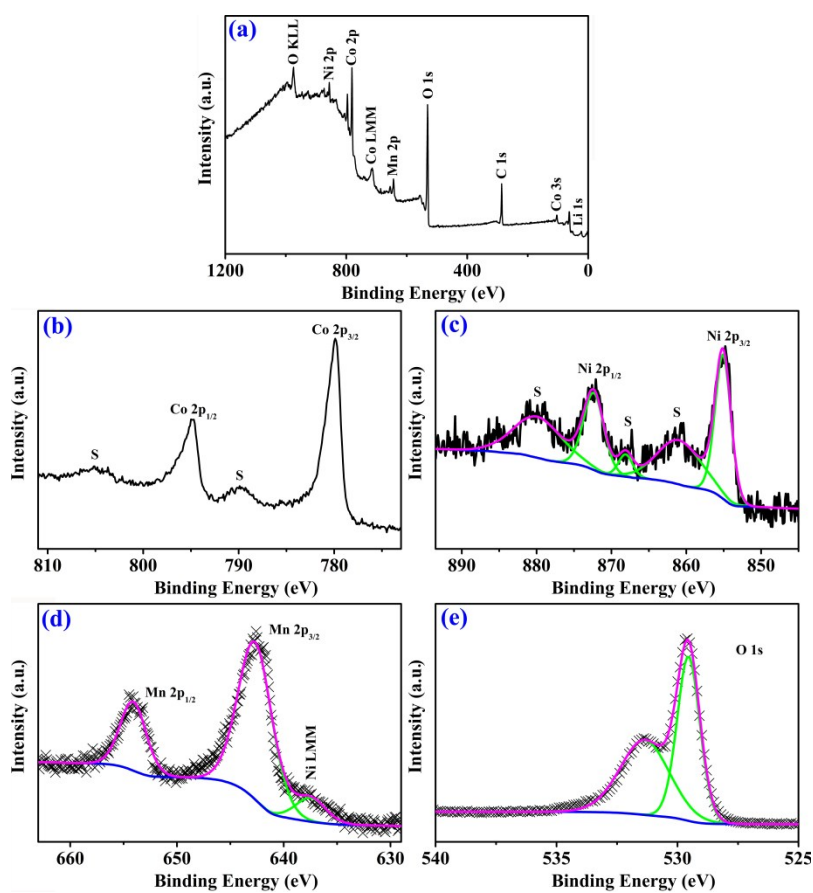 (a)
O KLL
Ni 2p
Co 2p
Co LMM
Mn 2p
O 1s
C 1s
Co 3s
Li 1s
Intensity (a.u.)
1200 800 400 0
Binding Energy (eV)
(b)
Co 2p3/2
Co 2p1/2
S
S
Intensity (a.u.)
810 800 790 780
Binding Energy (eV)
(c)
Ni 2p3/2
Ni 2p1/2
S
S
S
Intensity (a.u.)
890 880 870 860 850
Binding Energy (eV)
(d)
Mn 2p3/2
Mn 2p1/2
Ni LMM
Intensity (a.u.)
660 650 640 630
Binding Energy (eV)
(e)
O 1s
Intensity (a.u.)
540 535 530 525
Binding Energy (eV)